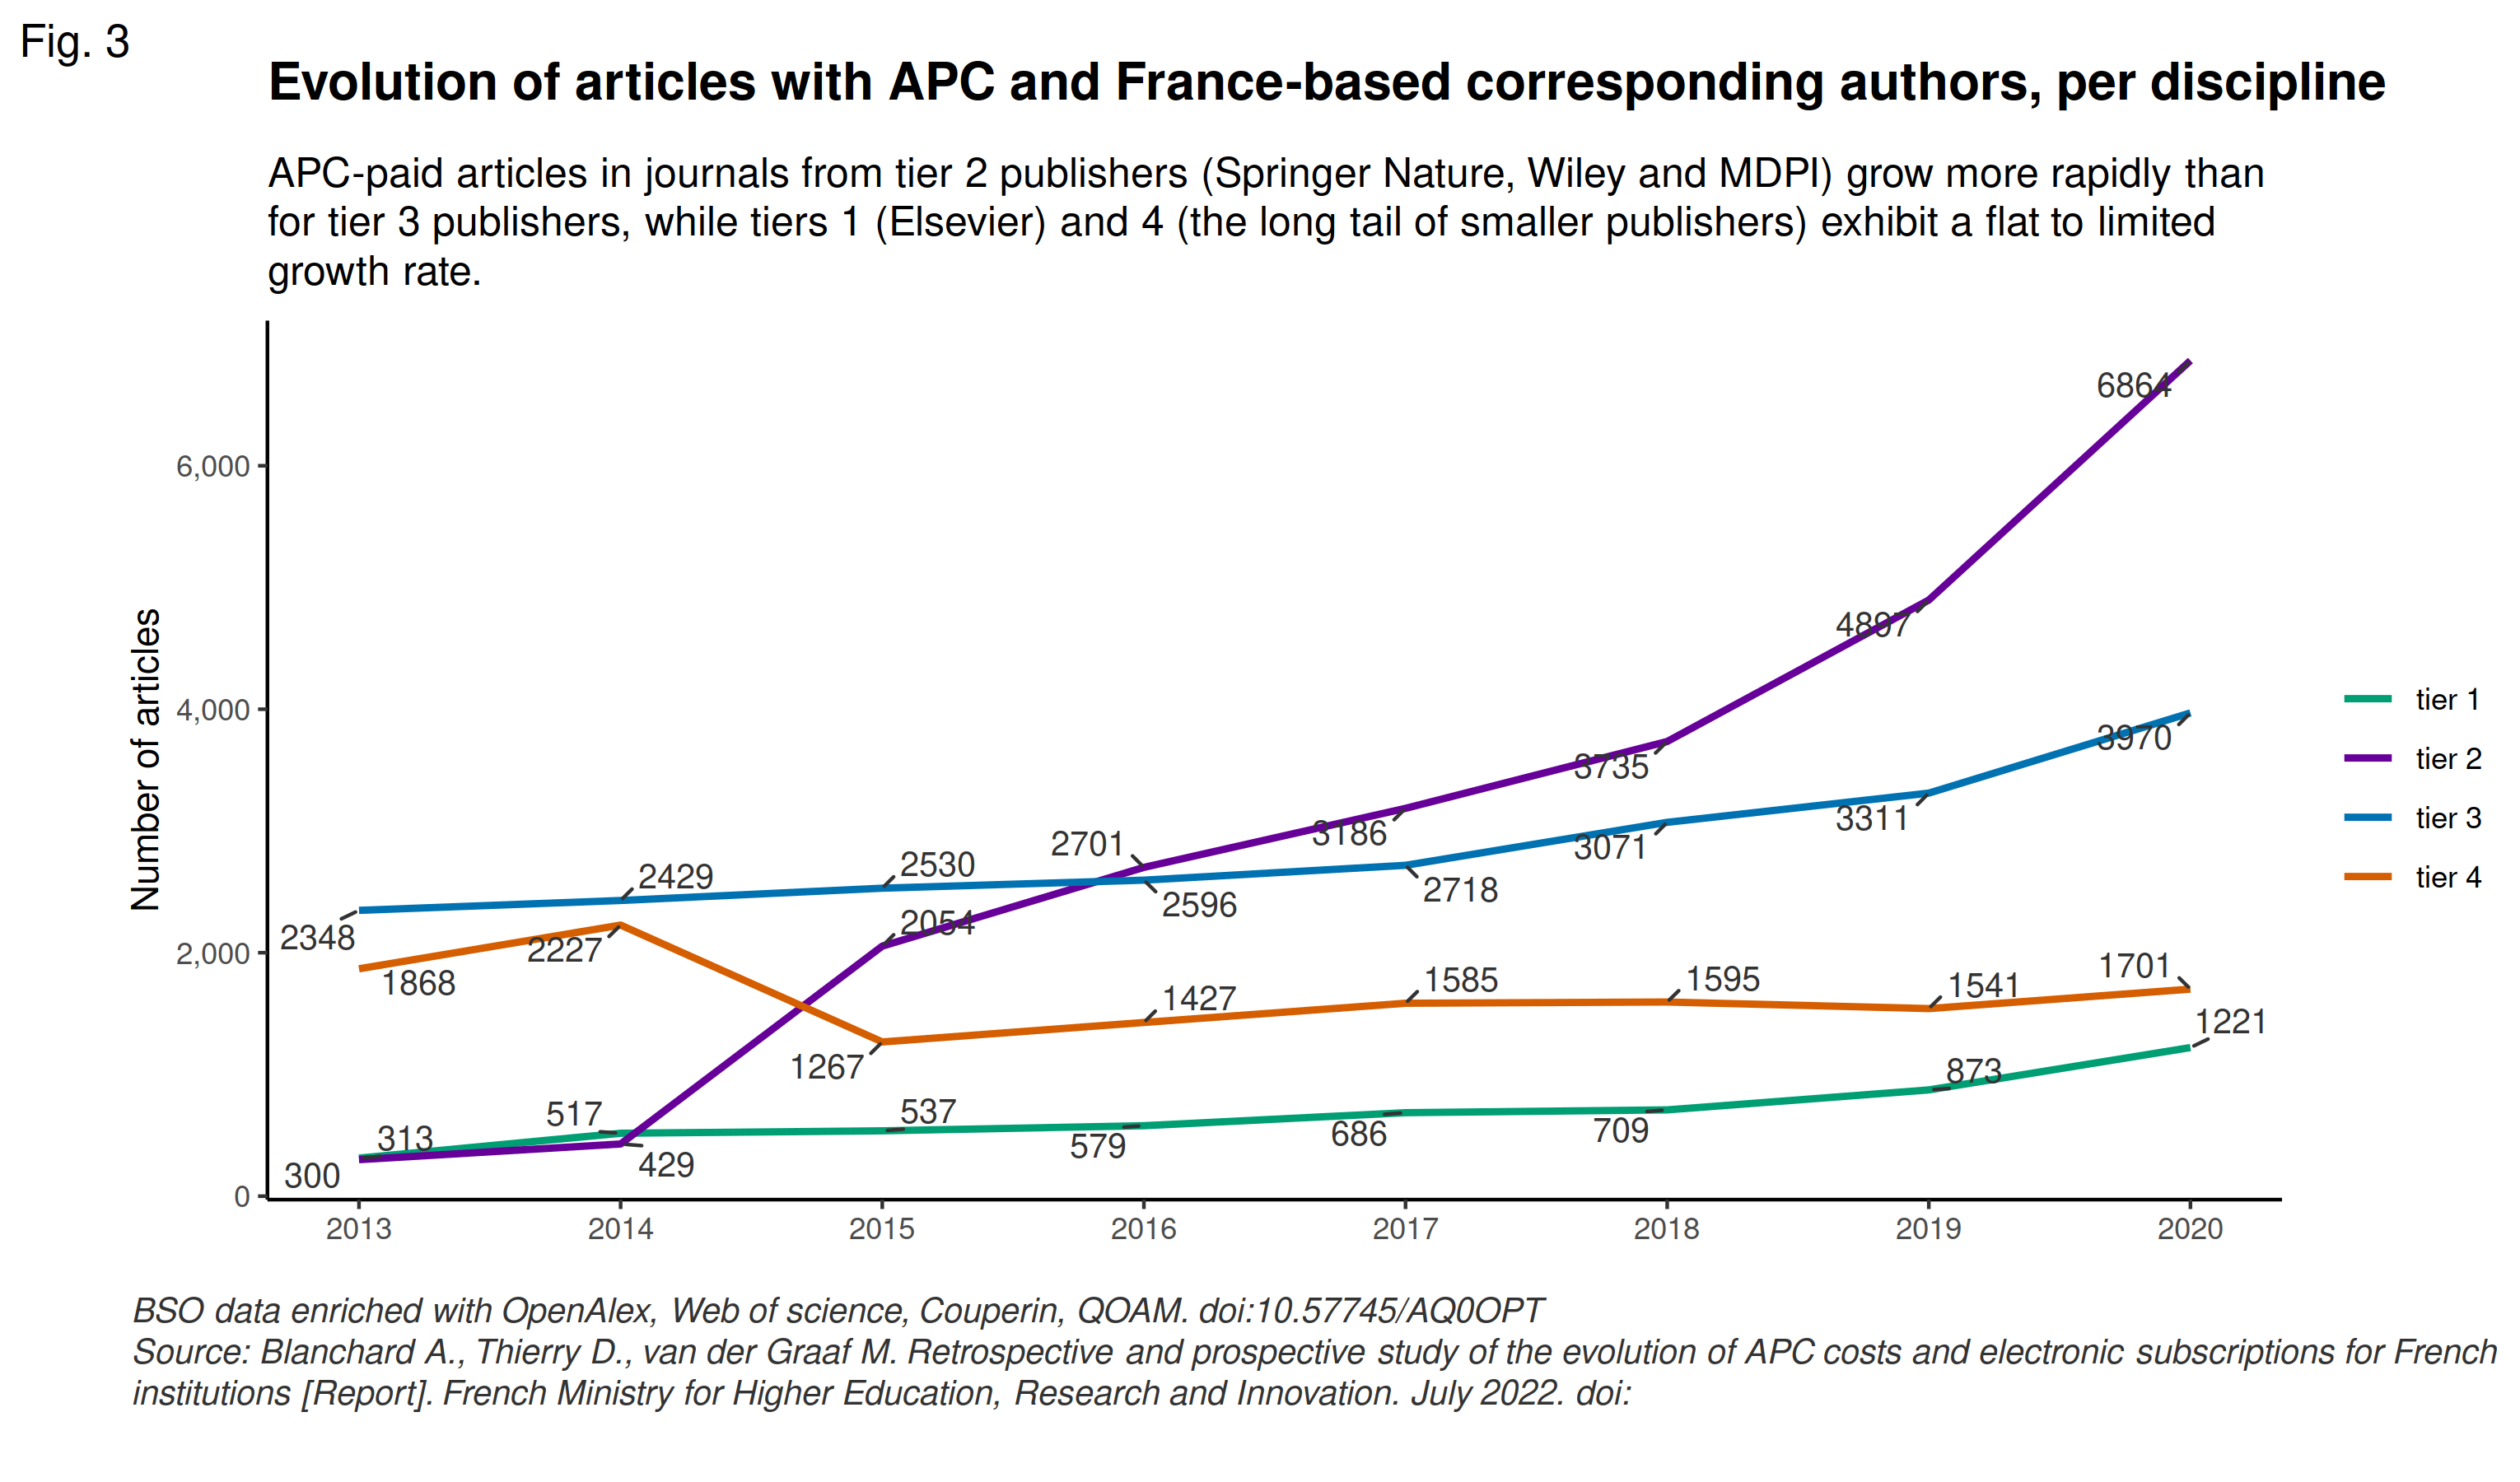 Fig. 3
Evolution of articles with APC and France-based corresponding authors, per discipline
APC-paid articles in journals from tier 2 publishers (Springer Nature, Wiley and MDPI) grow more rapidly than
for tier 3 publishers, while tiers 1 (Elsevier) and 4 (the long tail of smaller publishers) exhibit a flat to limited
growth rate.
Number of articles
6,000
4,000
2,000
0
6864
4897
3735
3186
2701
2054
429
300
3970
3311
3071
2718
2596
2530
2429
2348
1868
2227
1267
1427
1585
1595
1541
1701
313
517
537
579
686
709
873
1221
2013 2014 2015 2016 2017 2018 2019 2020
tier 1
tier 2
tier 3
tier 4
BSO data enriched with OpenAlex, Web of science, Couperin, QOAM. doi:10.57745/AQ0OPT
Source: Blanchard A., Thierry D., van der Graaf M. Retrospective and prospective study of the evolution of APC costs and electronic subscriptions for French
institutions [Report]. French Ministry for Higher Education, Research and Innovation. July 2022. doi: